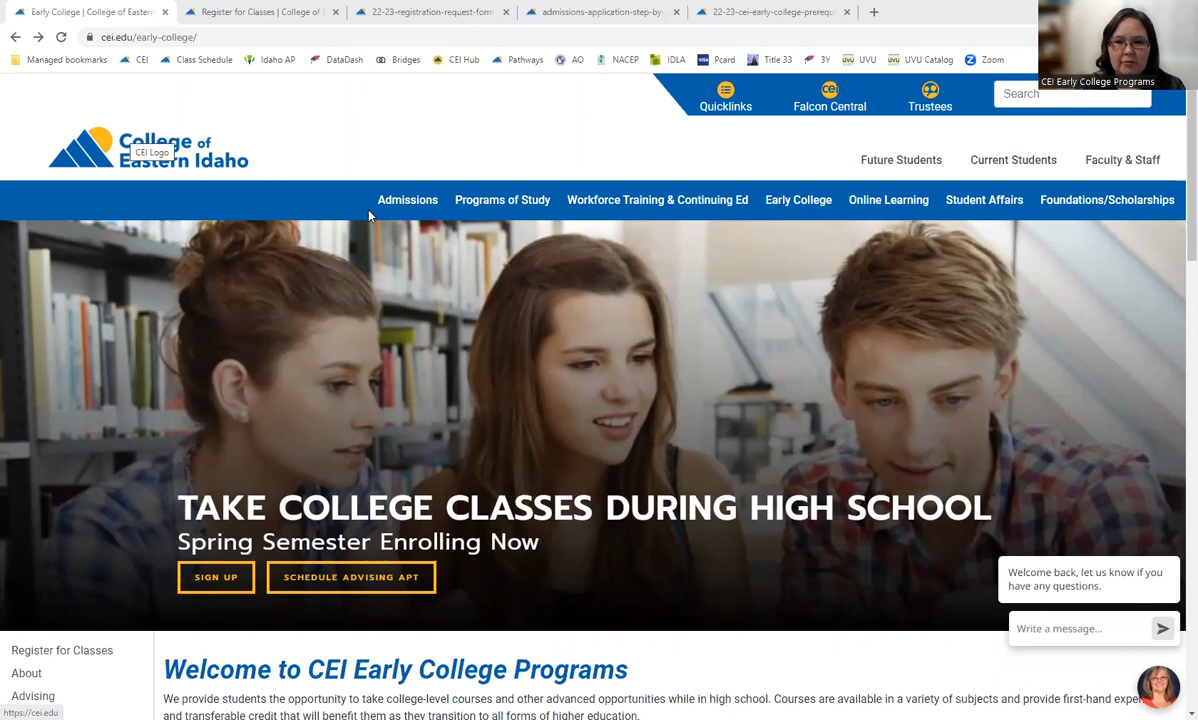 Early College | College of Eastern
Register for Classes | College of
22-23-registration-request-form
admissions-application-step-by-
22-23-cei-early-college-prerequ
cei.edu/early-college/
Managed bookmarks
CEI
Class Schedule
Idaho AP
DataDash
Bridges
CEI Hub
Pathways
AO
NACEP
IDLA
Pcard
Title 33
3Y
UVU
UVU Catalog
Zoom
CEI Early College Programs
Quicklinks
Falcon Central
Trustees
Search
College of
Eastern Idaho
CEI Logo
Future Students
Current Students
Faculty & Staff
Admissions
Programs of Study
Workforce Training & Continuing Ed
Early College
Online Learning
Student Affairs
Foundations/Scholarships
TAKE COLLEGE CLASSES DURING HIGH SCHOOL
Spring Semester Enrolling Now
SIGN UP
SCHEDULE ADVISING APT
Welcome back, let us know if you
have any questions.
Write a message...
Register for Classes
About
Advising
https://cei.edu
Welcome to CEI Early College Programs
We provide students the opportunity to take college-level courses and other advanced opportunities while in high school. Courses are available in a variety of subjects and provide first-hand
and transferable credit that will benefit them as they transition to all forms of higher education.